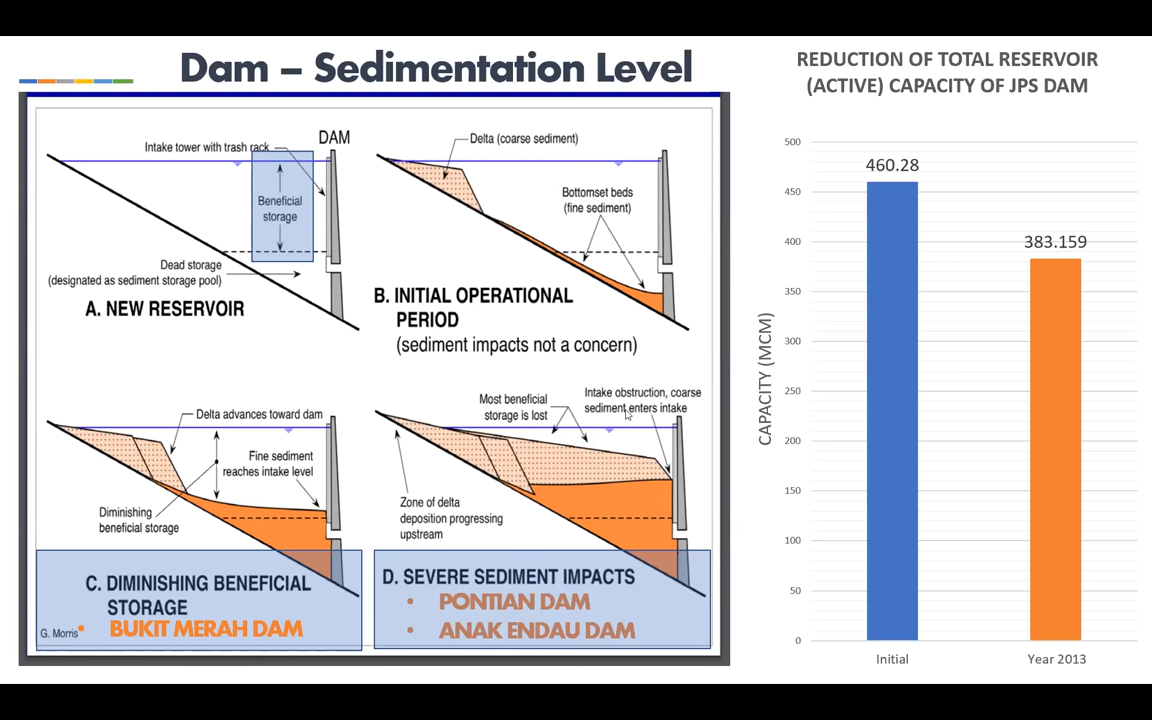 Dam – Sedimentation Level
Intake tower with trash rack
DAM
Beneficial
storage
Dead storage
(designated as sediment storage pool)
A. NEW RESERVOIR
Delta (coarse sediment)
Bottomset beds
(fine sediment)
B. INITIAL OPERATIONAL
PERIOD
(sediment impacts not a concern)
Delta advances toward dam
Fine sediment
reaches intake level
Diminishing
beneficial storage
C. DIMINISHING BENEFICIAL
STORAGE
G. Morris
• BUKIT MERAH DAM
Most beneficial
storage is lost
Intake obstruction, coarse
sediment enters intake
Zone of delta
deposition progressing
upstream
D. SEVERE SEDIMENT IMPACTS
• PONTIAN DAM
• ANAK ENDAU DAM
REDUCTION OF TOTAL RESERVOIR
(ACTIVE) CAPACITY OF JPS DAM
CAPACITY (MCM)
500
450
400
350
300
250
200
150
100
50
0
460.28
383.159
Initial
Year 2013